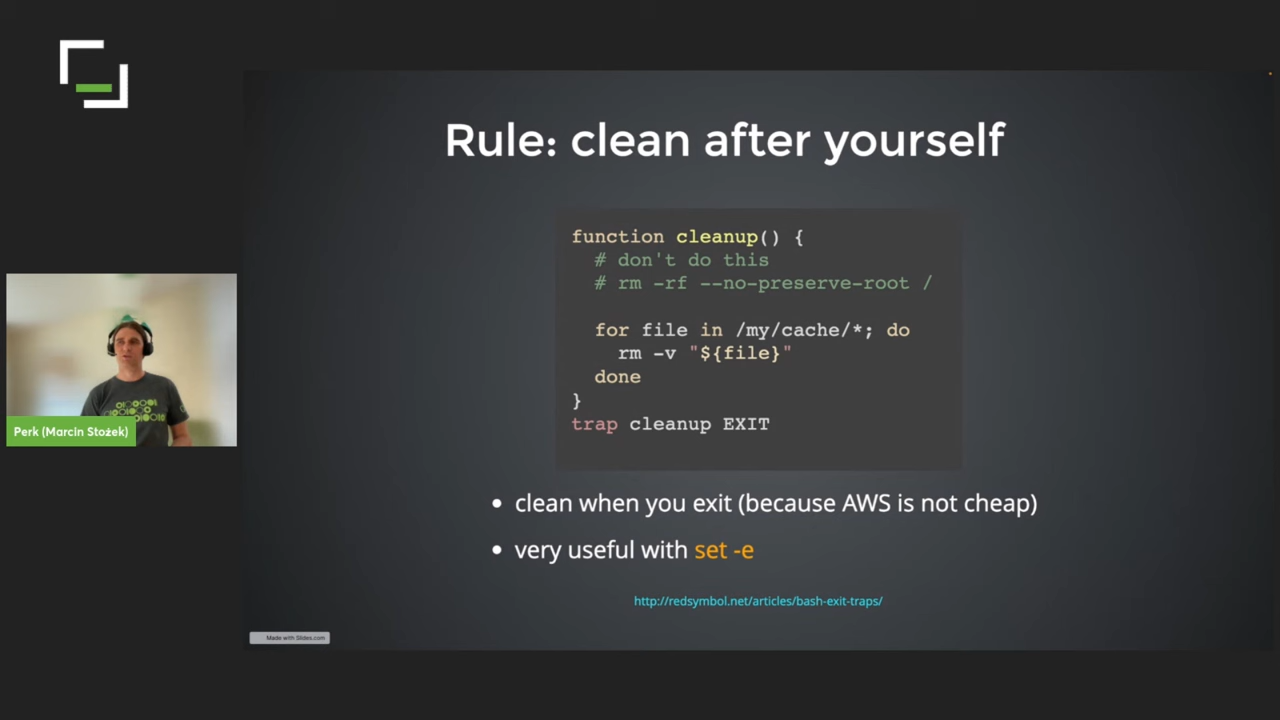 Rule: clean after yourself
function cleanup() {
# don't do this
# rm -rf --no-preserve-root /
for file in /my/cache/*; do
rm -v "${file}"
done
}
trap cleanup EXIT
Perk (Marcin Stożek)
• clean when you exit (because AWS is not cheap)
• very useful with set -e
http://redsymbol.net/articles/bash-exit-traps/
Made with Slides.com